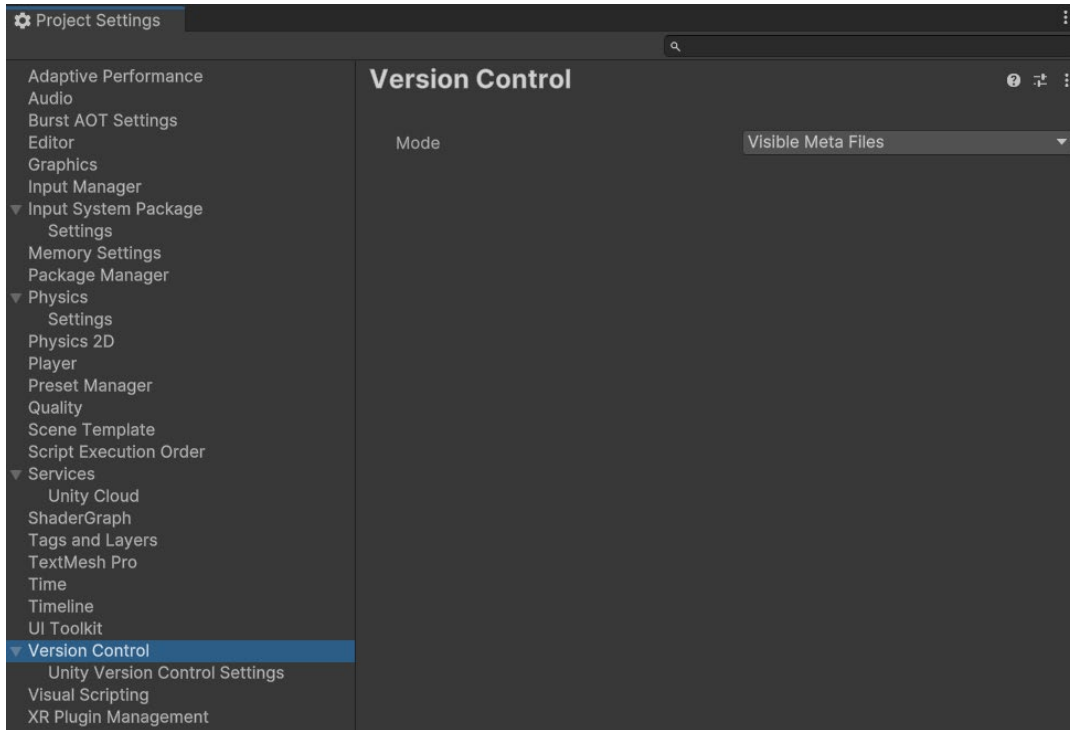 Project Settings
Adaptive Performance
Audio
Burst AOT Settings
Editor
Graphics
Input Manager
Input System Package
Settings
Memory Settings
Package Manager
Physics
Settings
Physics 2D
Player
Preset Manager
Quality
Scene Template
Script Execution Order
Services
Unity Cloud
ShaderGraph
Tags and Layers
TextMesh Pro
Time
Timeline
UI Toolkit
Version Control
Unity Version Control Settings
Visual Scripting
XR Plugin Management
Version Control
Mode
Visible Meta Files